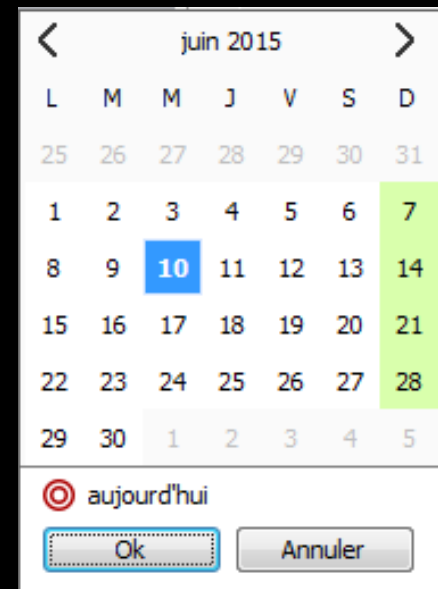 juin 2015
L M M J V S D
25 26 27 28 29 30 31
1 2 3 4 5 6 7
8 9 10 11 12 13 14
15 16 17 18 19 20 21
22 23 24 25 26 27 28
29 30 1 2 3 4 5
aujourd'hui
Ok Annuler